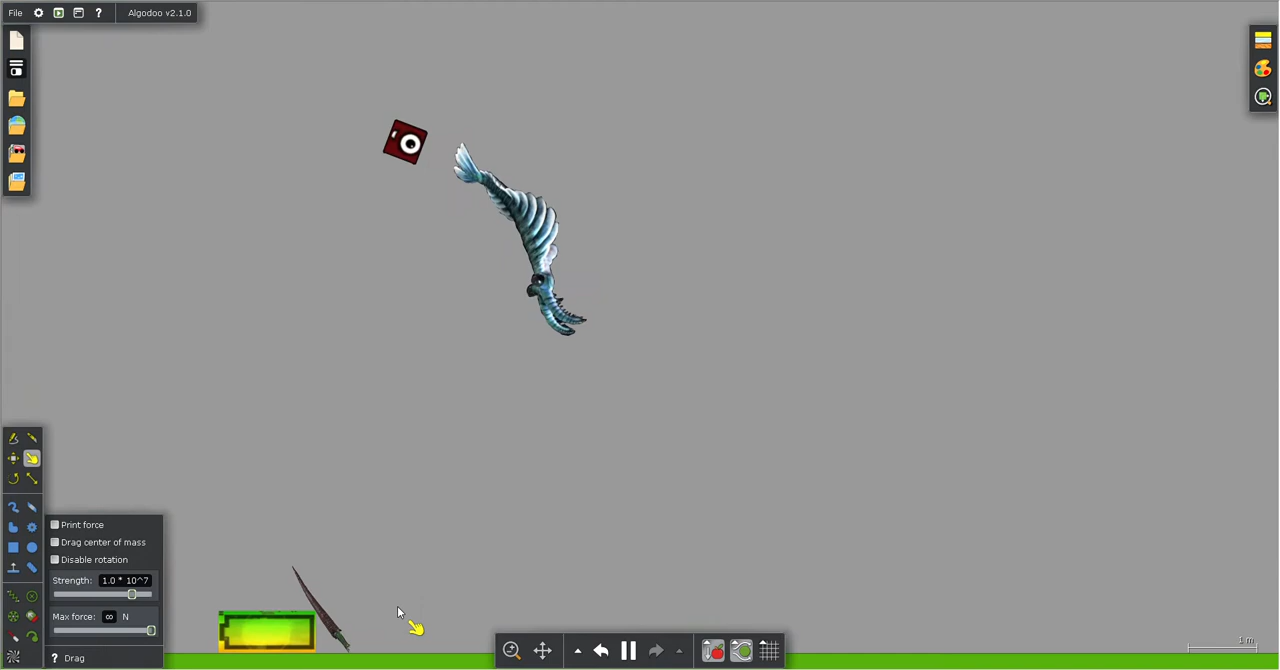 File ? Algodoo v2.1.0
Print force
Drag center of mass
Disable rotation
Strength: 1.0 * 10^7
Max force: ∞ N
? Drag
1 m